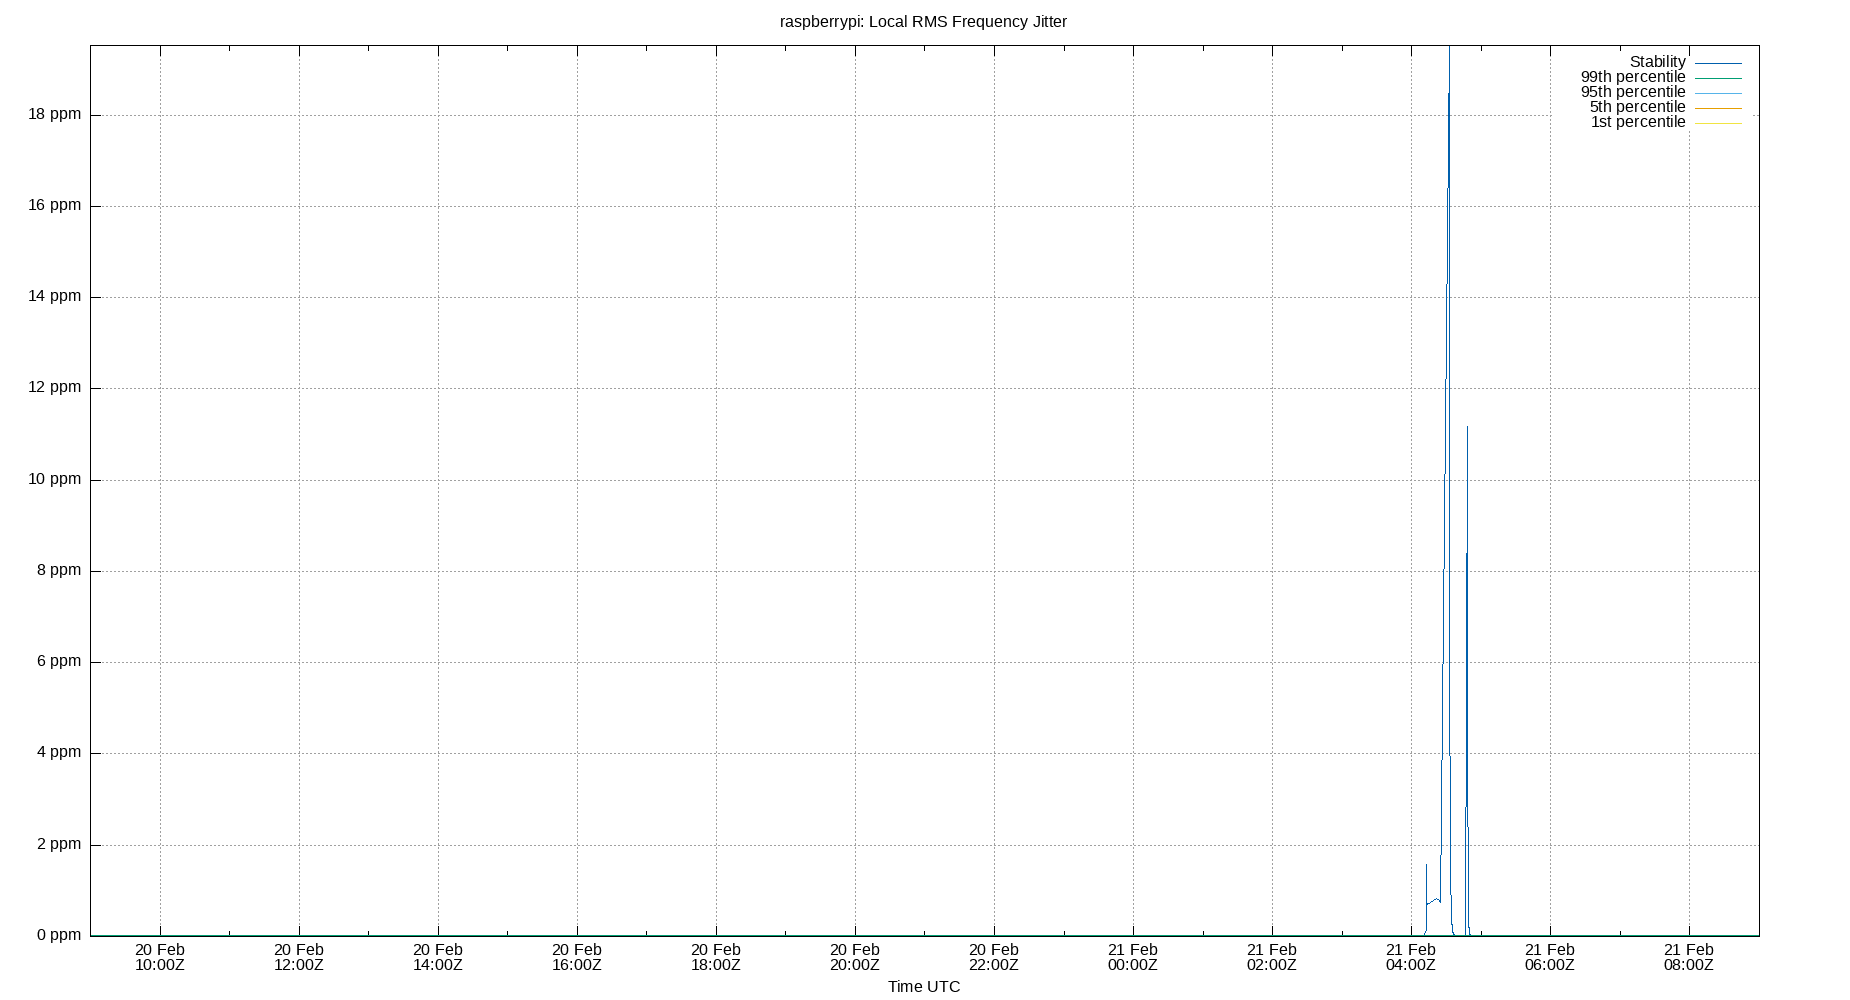 raspberrypi: Local RMS Frequency Jitter
Stability
99th percentile
95th percentile
5th percentile
1st percentile
18 ppm
16 ppm
14 ppm
12 ppm
10 ppm
8 ppm
6 ppm
4 ppm
2 ppm
0 ppm
20 Feb 20 Feb 20 Feb 20 Feb 20 Feb 20 Feb 20 Feb 21 Feb 21 Feb 21 Feb 21 Feb 21 Feb
10:00Z 12:00Z 14:00Z 16:00Z 18:00Z 20:00Z 22:00Z 00:00Z 02:00Z 04:00Z 06:00Z 08:00Z
Time UTC